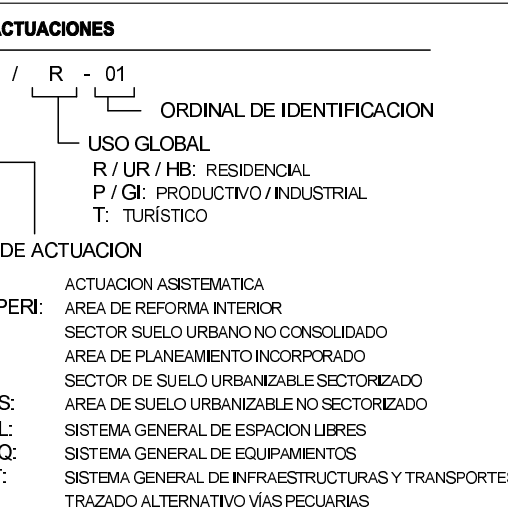 ACTUACIONES
/ R - 01
ORDINAL DE IDENTIFICACION
USO GLOBAL
R / UR / HB: RESIDENCIAL
P / GI: PRODUCTIVO / INDUSTRIAL
T: TURÍSTICO
DE ACTUACION
ACTUACION ASISTEMATICA
PERI: AREA DE REFORMA INTERIOR
SECTOR SUELO URBANO NO CONSOLIDADO
AREA DE PLANEAMIENTO INCORPORADO
SECTOR DE SUELO URBANIZABLE SECTORIZADO
S: AREA DE SUELO URBANIZABLE NO SECTORIZADO
L: SISTEMA GENERAL DE ESPACION LIBRES
Q: SISTEMA GENERAL DE EQUIPAMIENTOS
T: SISTEMA GENERAL DE INFRAESTRUCTURAS Y TRANSPORTES
TRAZADO ALTERNATIVO VÍAS PECUARIAS